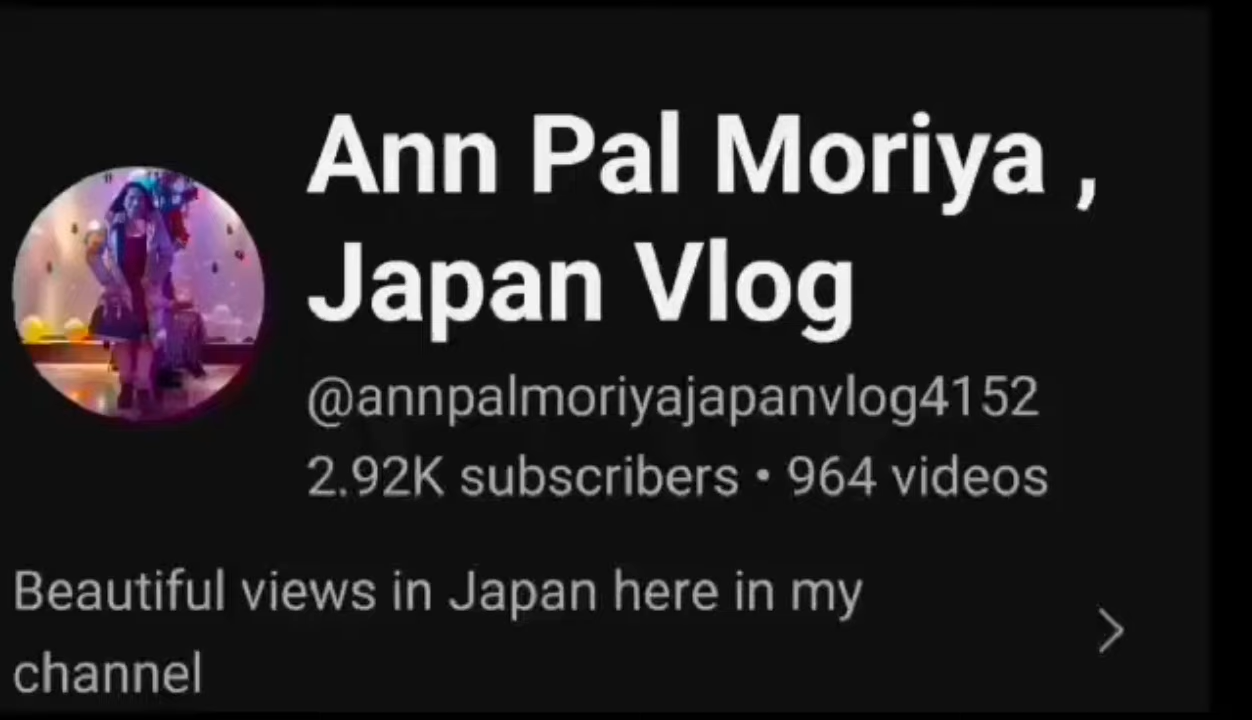 Ann Pal Moriya ,
Japan Vlog
@annpalmoriyajapanvlog4152
2.92K subscribers • 964 videos
Beautiful views in Japan here in my
channel